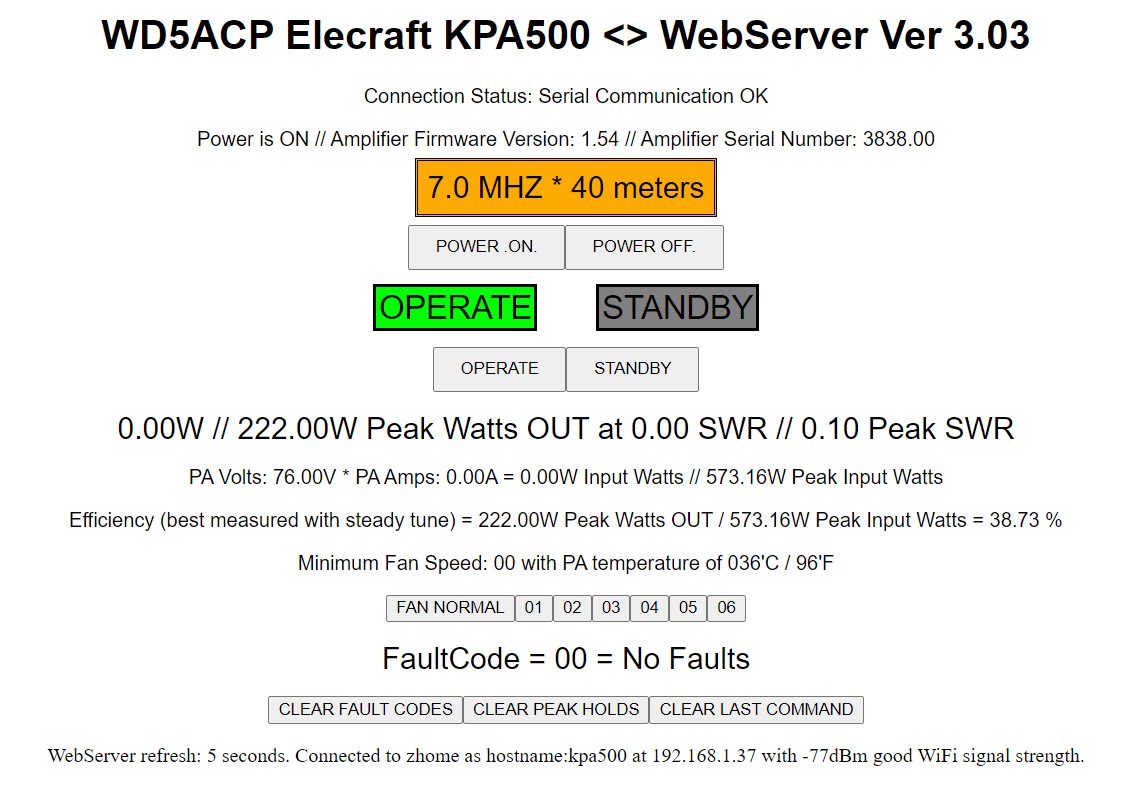 WD5ACP Elecraft KPA500 <> WebServer Ver 3.03
Connection Status: Serial Communication OK
Power is ON // Amplifier Firmware Version: 1.54 // Amplifier Serial Number: 3838.00
7.0 MHZ * 40 meters
POWER .ON. POWER OFF.
OPERATE STANDBY
OPERATE STANDBY
0.00W // 222.00W Peak Watts OUT at 0.00 SWR // 0.10 Peak SWR
PA Volts: 76.00V * PA Amps: 0.00A = 0.00W Input Watts // 573.16W Peak Input Watts
Efficiency (best measured with steady tune) = 222.00W Peak Watts OUT / 573.16W Peak Input Watts = 38.73 %
Minimum Fan Speed: 00 with PA temperature of 036'C / 96'F
FAN NORMAL 01 02 03 04 05 06
FaultCode = 00 = No Faults
CLEAR FAULT CODES CLEAR PEAK HOLDS CLEAR LAST COMMAND
WebServer refresh: 5 seconds. Connected to zhome as hostname:kpa500 at 192.168.1.37 with -77dBm good WiFi signal strength.